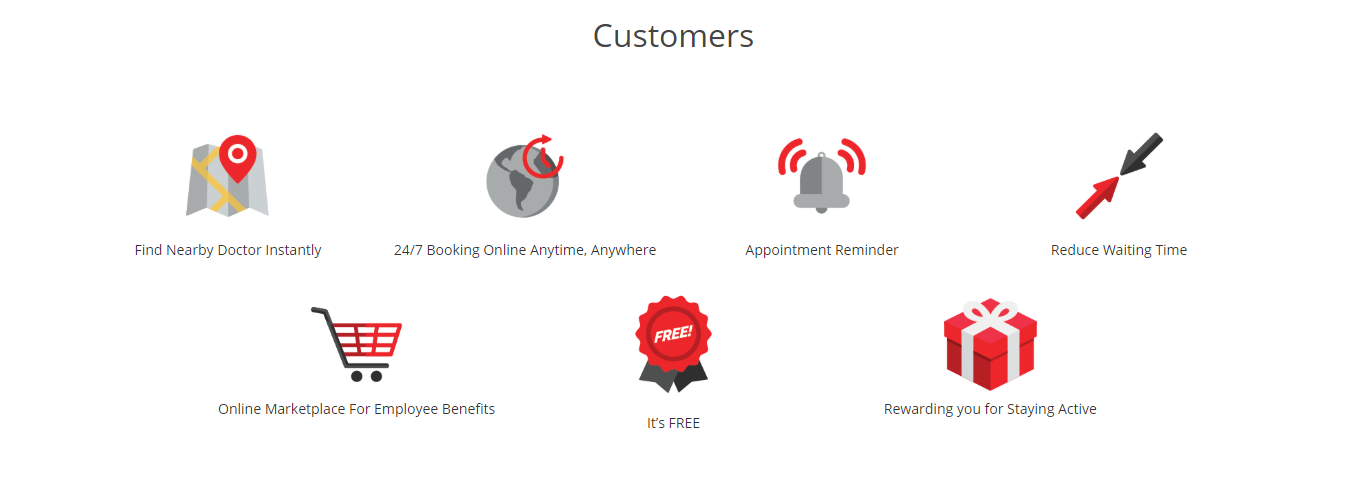 Customers
Find Nearby Doctor Instantly
24/7 Booking Online Anytime, Anywhere
Appointment Reminder
Reduce Waiting Time
FREE!
Online Marketplace For Employee Benefits
It’s FREE
Rewarding you for Staying Active